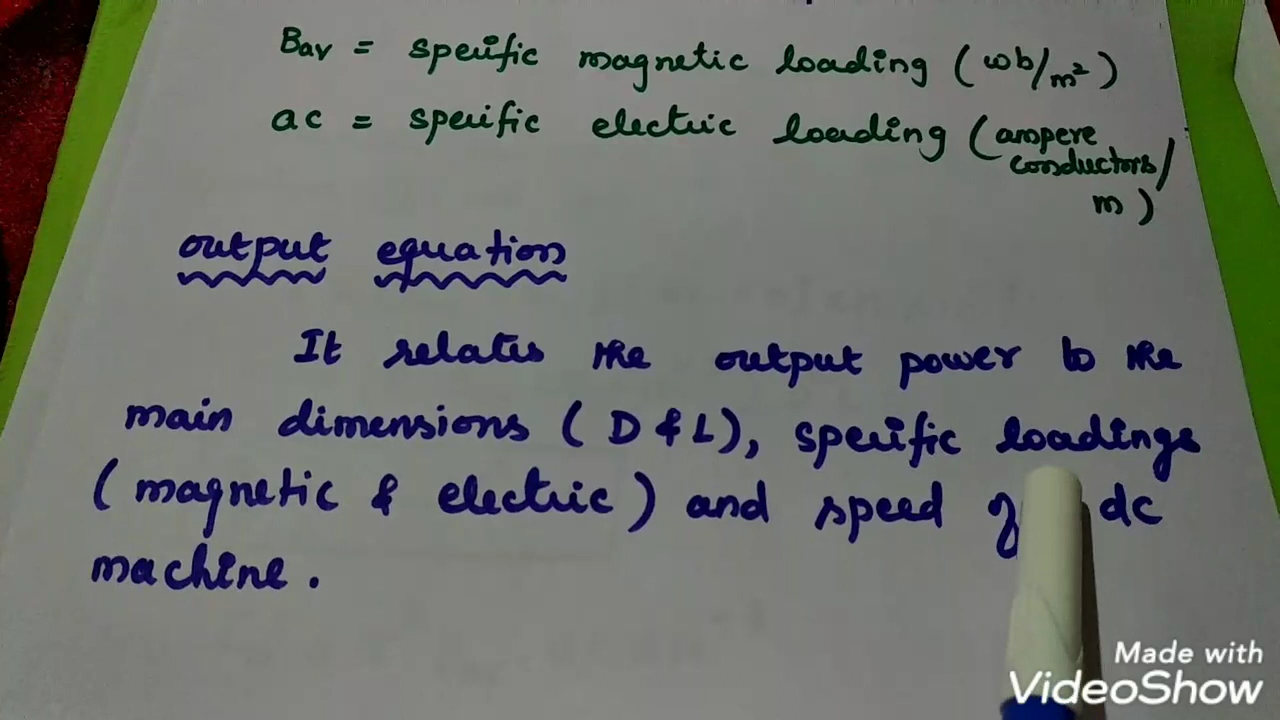 Bav = specific magnetic loading (wb/m²)
ac = specific electric loading (ampere
conductors/
m)
output equation
It relates the output power to the
main dimensions (D & L), specific loadings
(magnetic & electric) and speed of dc
machine.
Made with
VideoShow